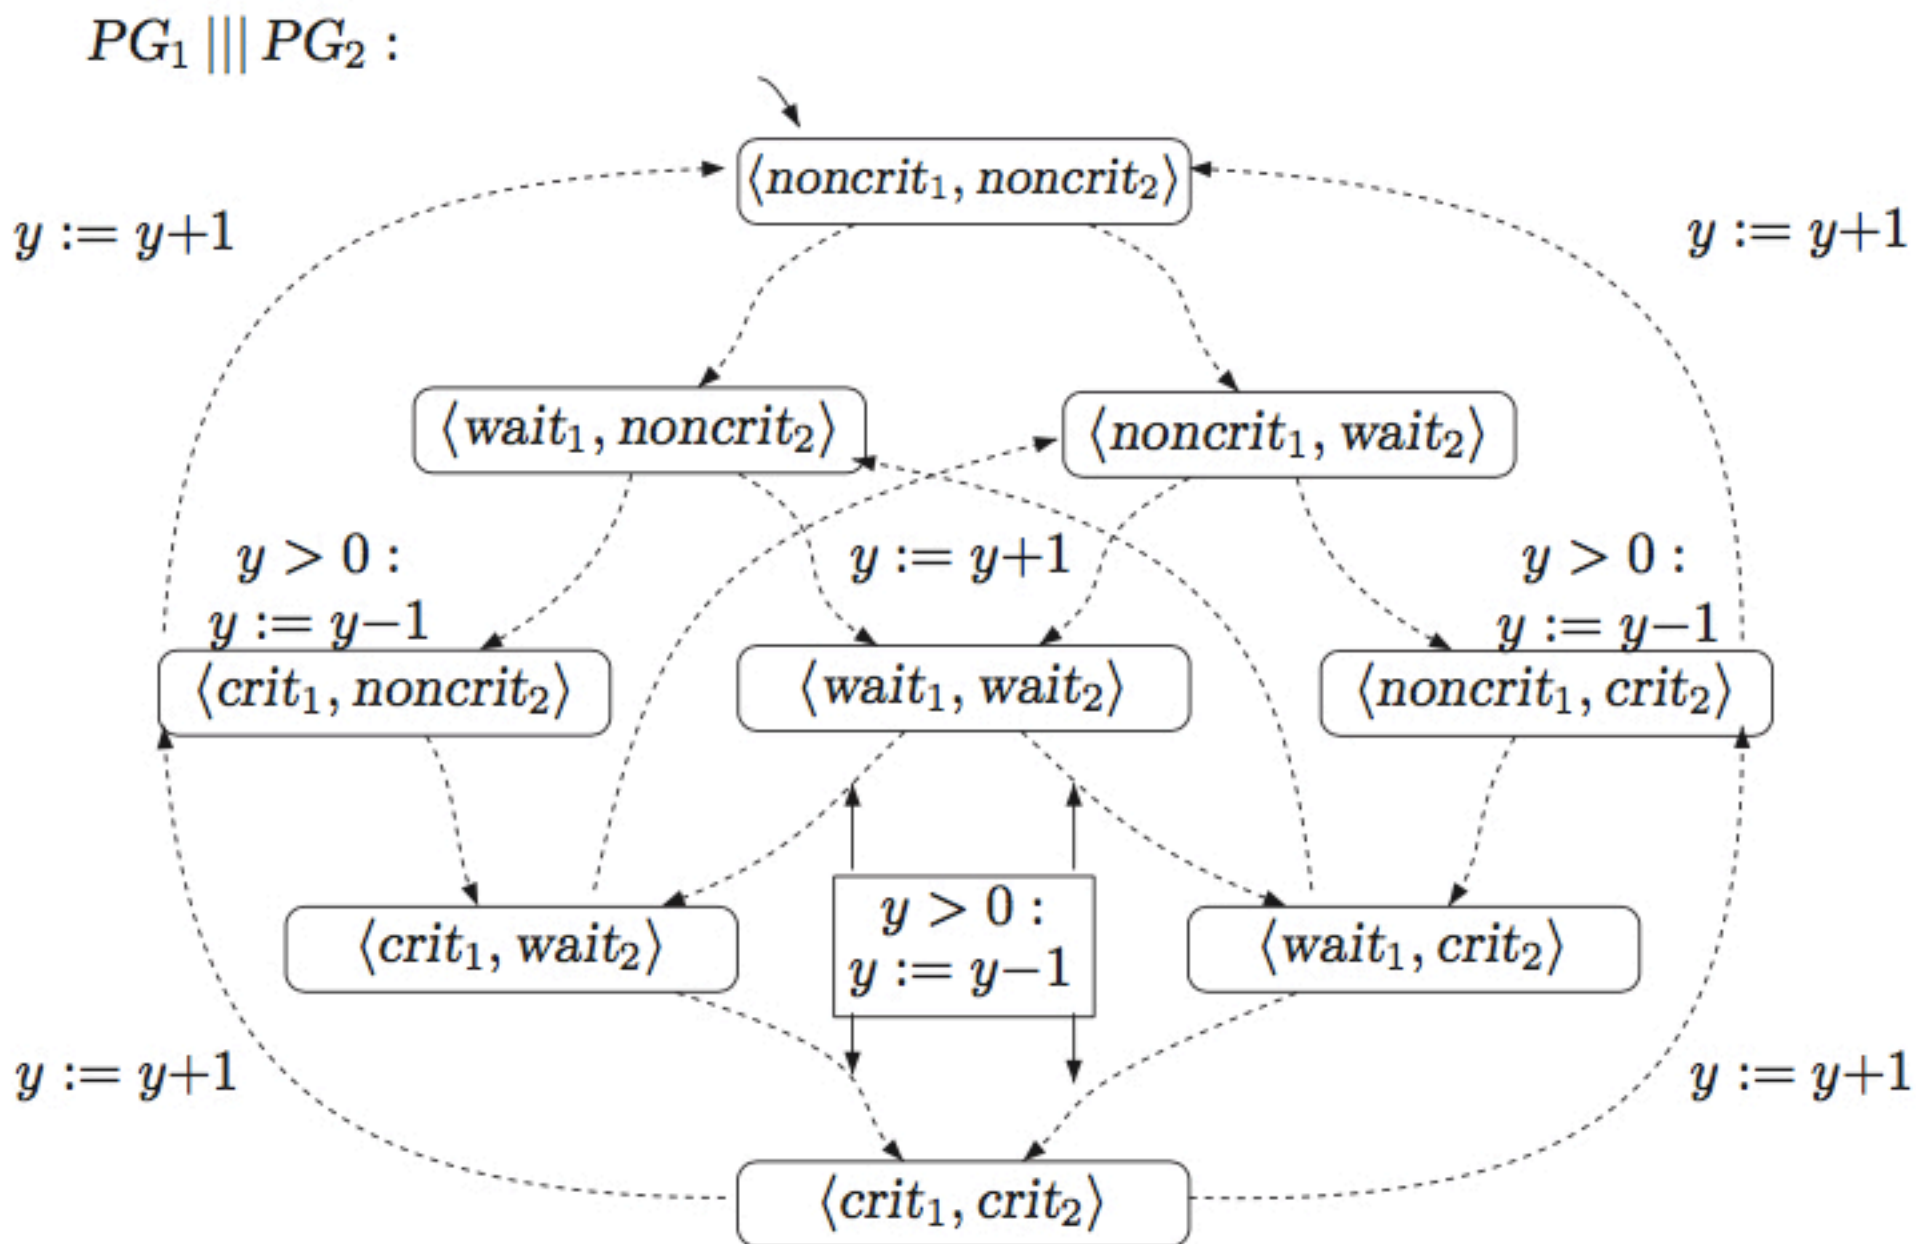 PG₁ ||| PG₂ :
⟨noncrit₁, noncrit₂⟩
y := y+1
y := y+1
⟨wait₁, noncrit₂⟩
⟨noncrit₁, wait₂⟩
y > 0 :
y := y−1
y := y+1
y > 0 :
y := y−1
⟨crit₁, noncrit₂⟩
⟨wait₁, wait₂⟩
⟨noncrit₁, crit₂⟩
⟨crit₁, wait₂⟩
y > 0 :
y := y−1
⟨wait₁, crit₂⟩
y := y+1
y := y+1
⟨crit₁, crit₂⟩